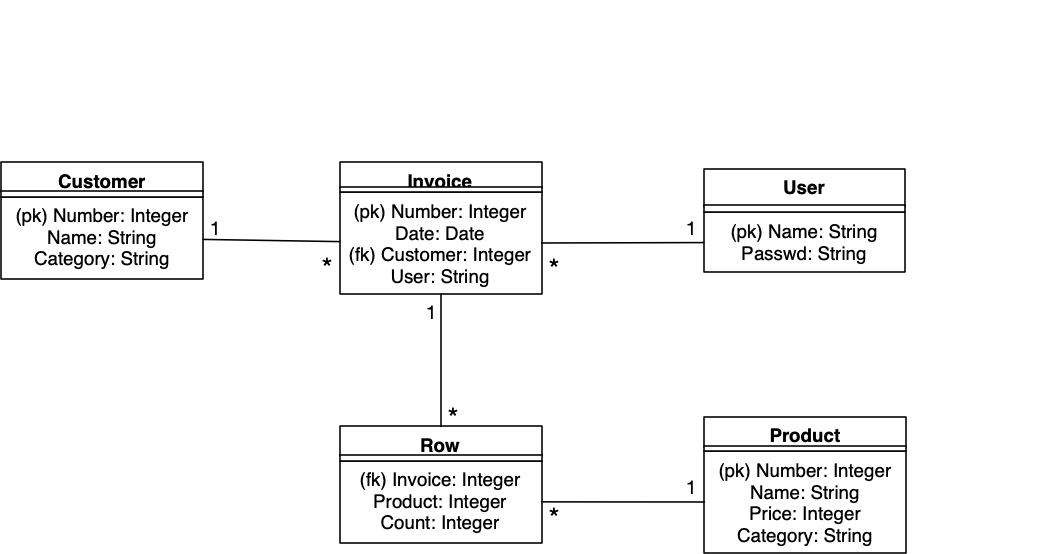 Customer
(pk) Number: Integer
Name: String
Category: String
1
*
Invoice
(pk) Number: Integer
Date: Date
(fk) Customer: Integer
User: String
*
1
User
(pk) Name: String
Passwd: String
1
*
Row
(fk) Invoice: Integer
Product: Integer
Count: Integer
*
1
Product
(pk) Number: Integer
Name: String
Price: Integer
Category: String